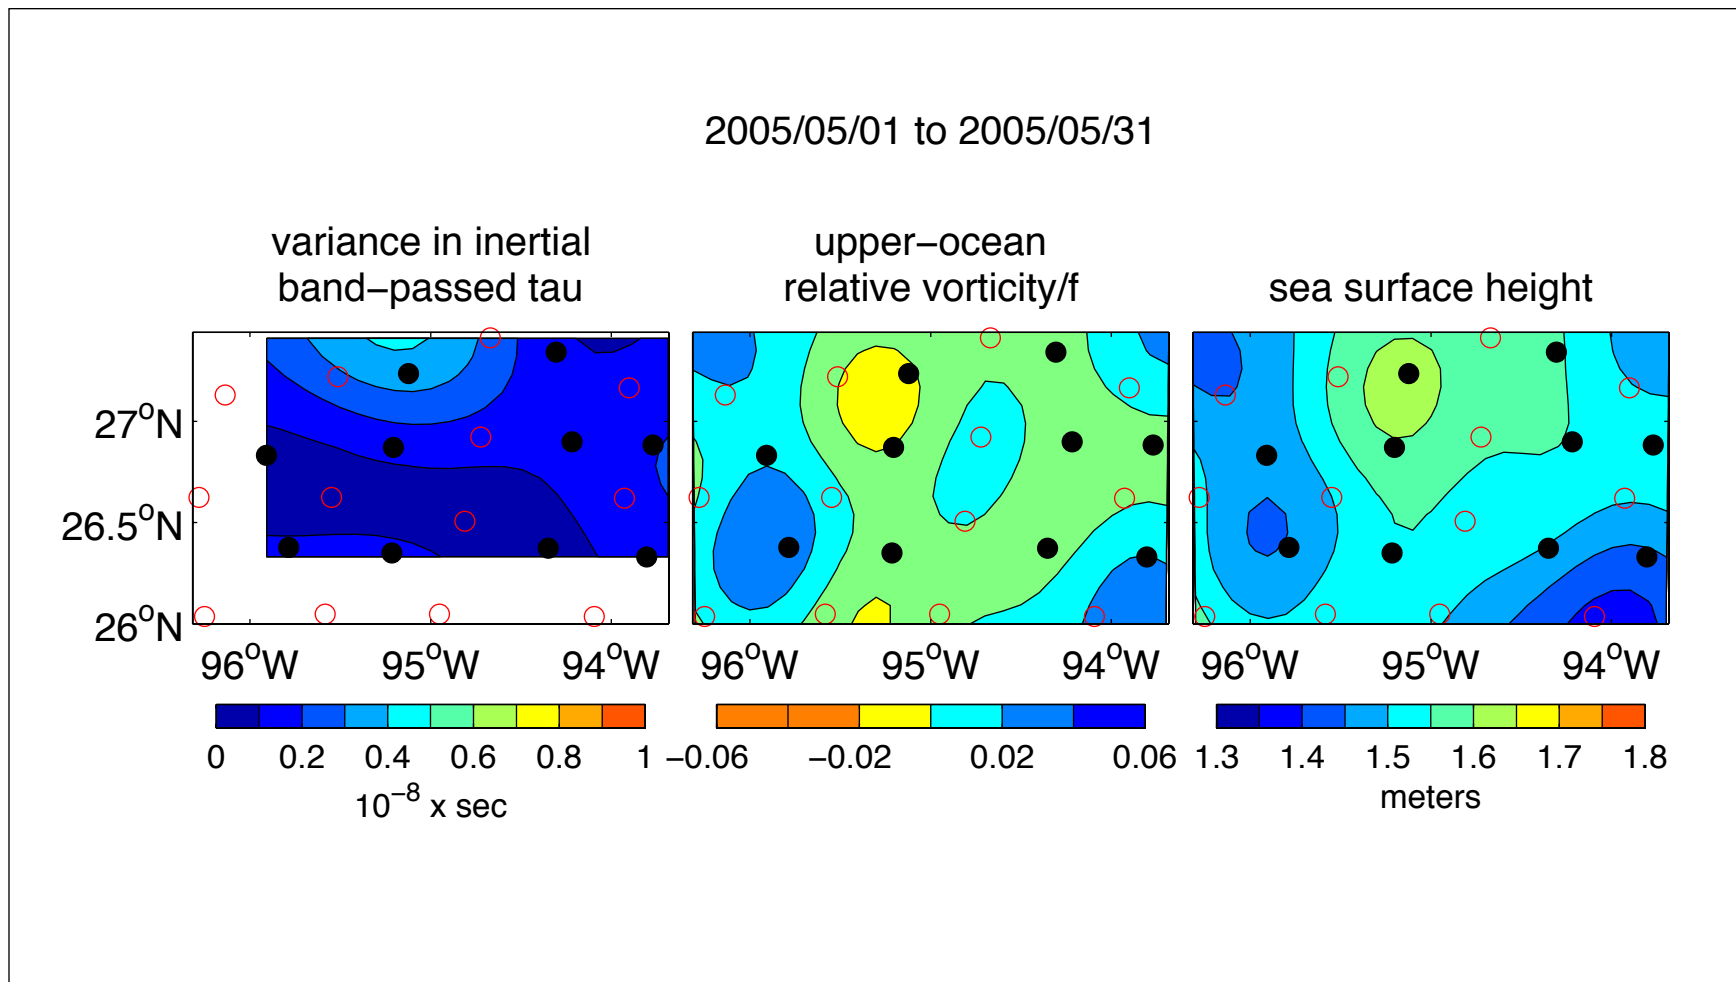 2005/05/01 to 2005/05/31
variance in inertial
band−passed tau
upper−ocean
relative vorticity/f
sea surface height
27°N
26.5°N
26°N
96°W 95°W 94°W
96°W 95°W 94°W
96°W 95°W 94°W
0 0.2 0.4 0.6 0.8 1
10⁻⁸ x sec
−0.06 −0.02 0.02 0.06
1.3 1.4 1.5 1.6 1.7 1.8
meters